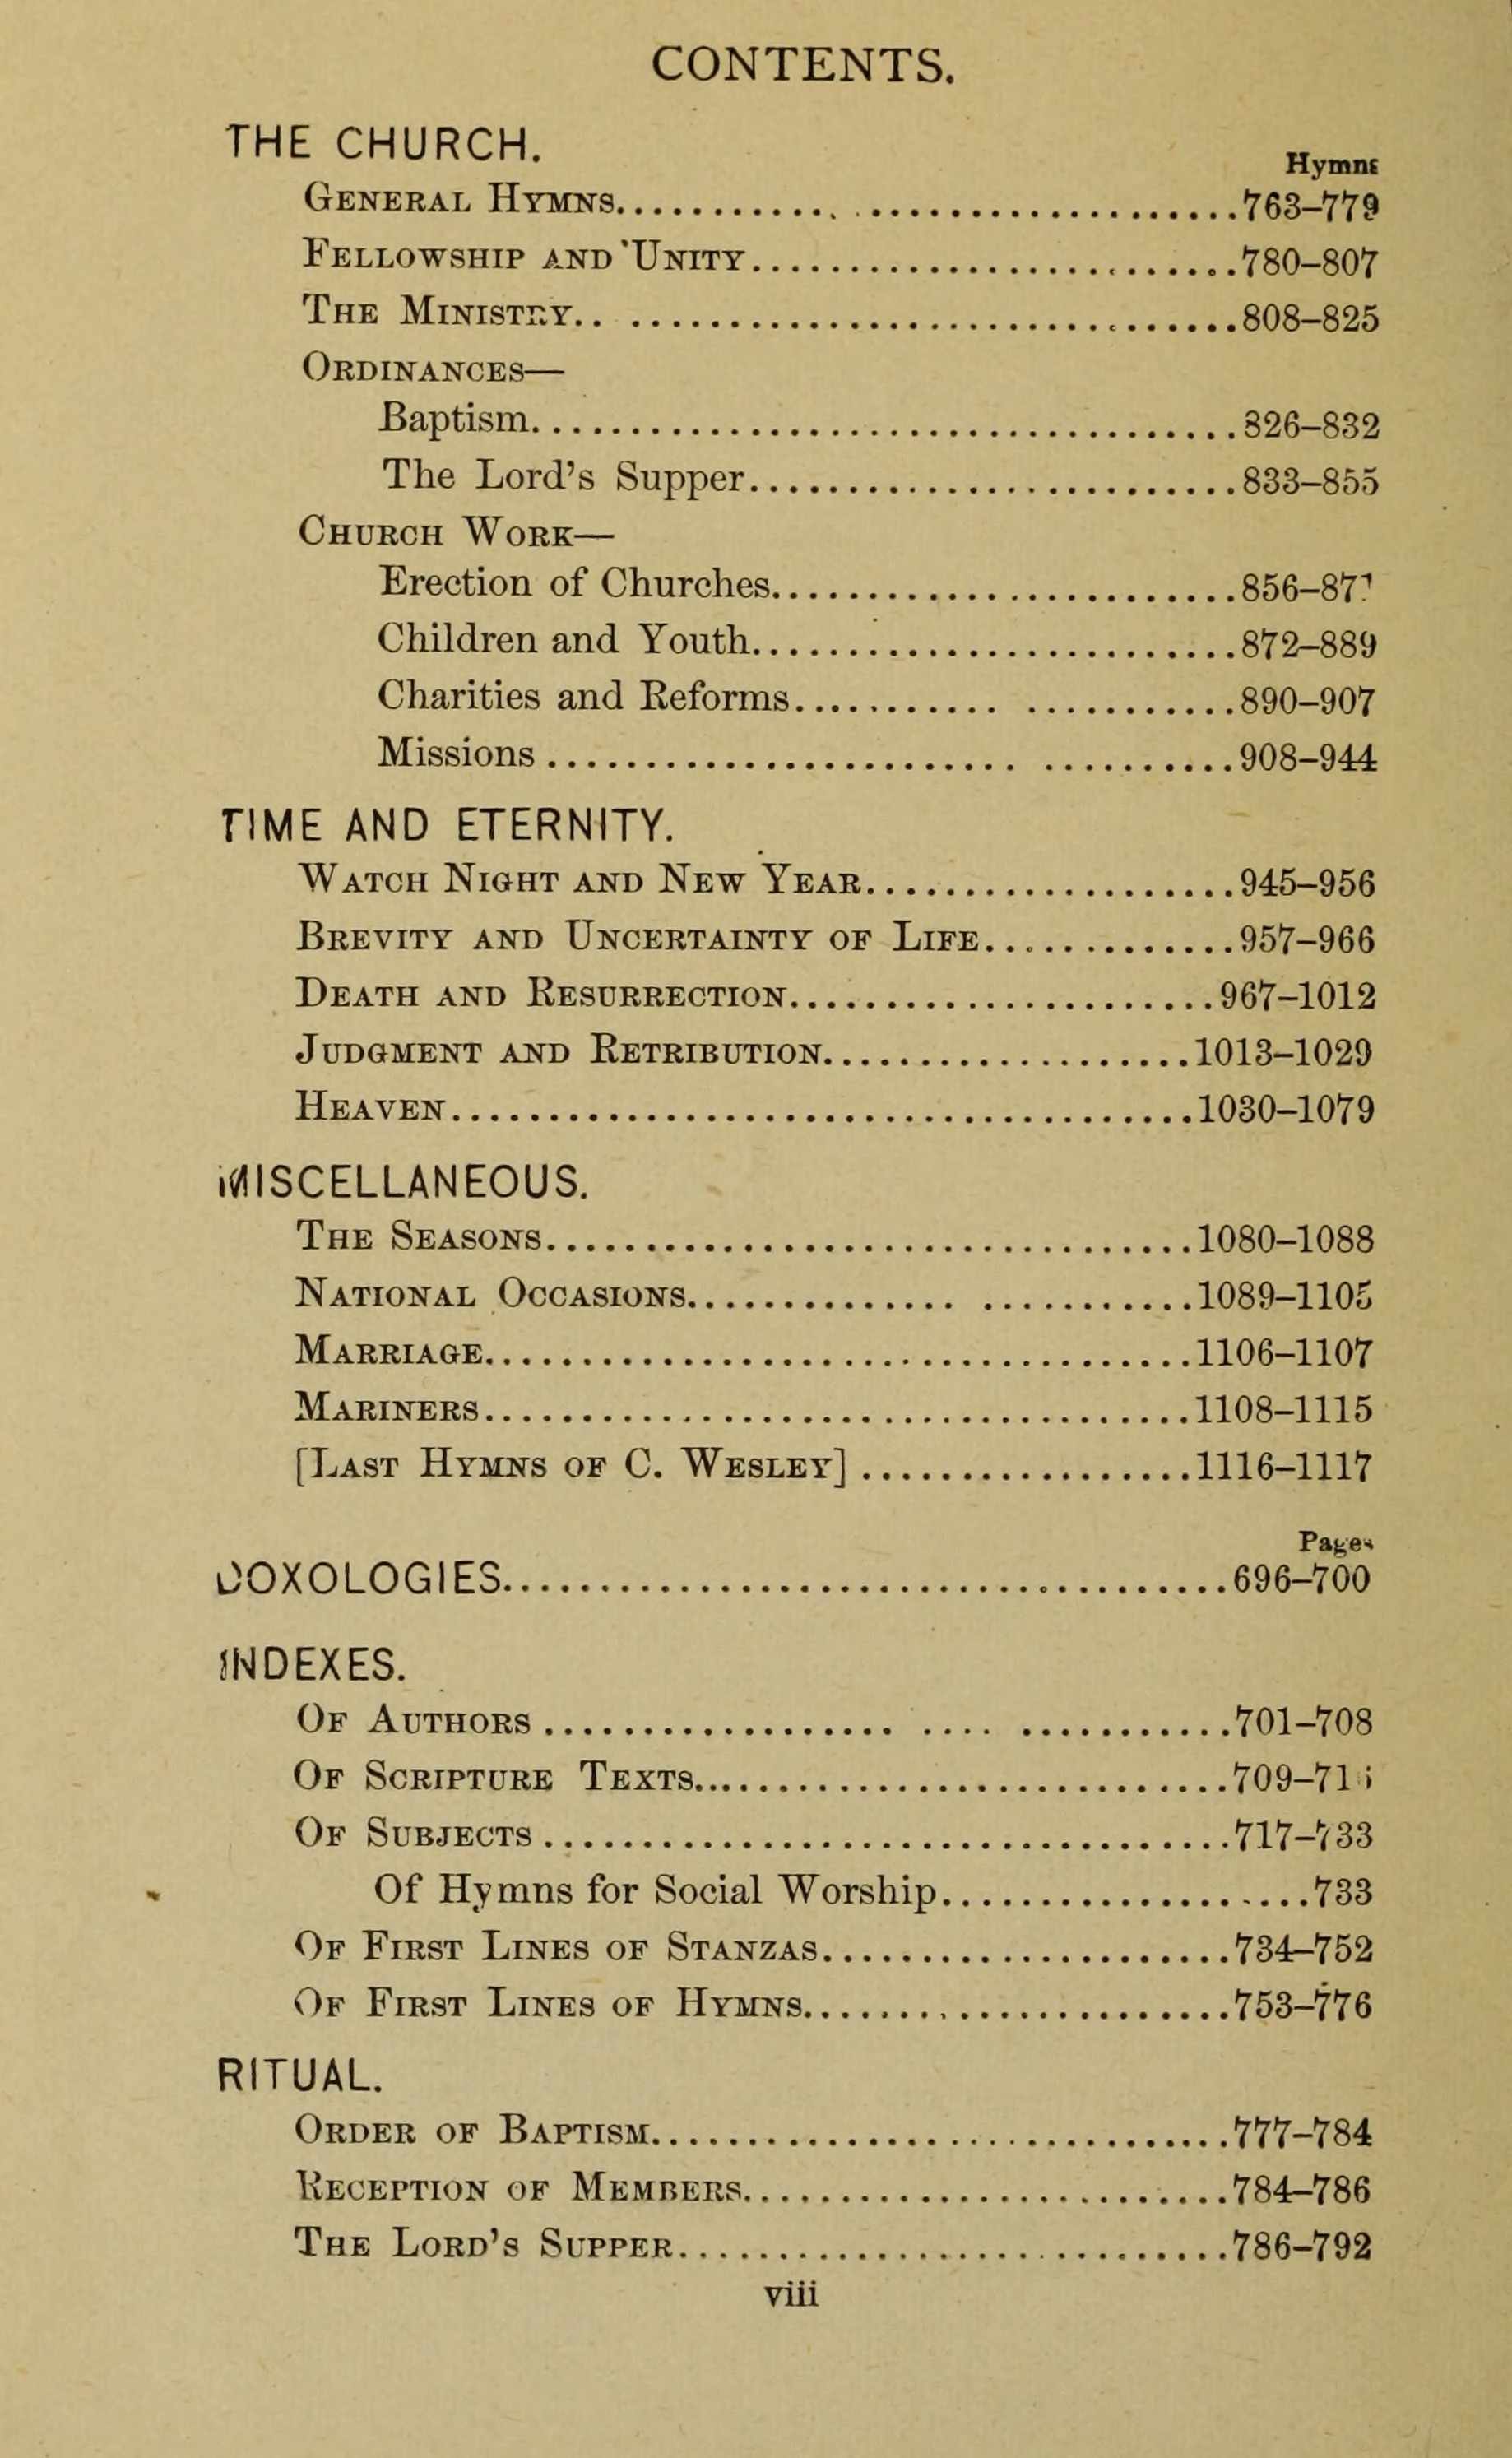 CONTENTS.
THE CHURCH.
Hymns
GENERAL HYMNS.....................................763–779
FELLOWSHIP AND UNITY..............................780–807
THE MINISTRY......................................808–825
ORDINANCES—
Baptism...........................................826–832
The Lord's Supper.................................833–855
CHURCH WORK—
Erection of Churches..............................856–871
Children and Youth................................872–889
Charities and Reforms.............................890–907
Missions..........................................908–944
TIME AND ETERNITY.
WATCH NIGHT AND NEW YEAR..........................945–956
BREVITY AND UNCERTAINTY OF LIFE...................957–966
DEATH AND RESURRECTION............................967–1012
JUDGMENT AND RETRIBUTION..........................1013–1029
HEAVEN............................................1030–1079
MISCELLANEOUS.
THE SEASONS.......................................1080–1088
NATIONAL OCCASIONS................................1089–1105
MARRIAGE..........................................1106–1107
MARINERS..........................................1108–1115
[LAST HYMNS OF C. WESLEY].........................1116–1117
Pages
DOXOLOGIES........................................696–700
INDEXES.
OF AUTHORS........................................701–708
OF SCRIPTURE TEXTS................................709–716
OF SUBJECTS.......................................717–733
Of Hymns for Social Worship.......................733
OF FIRST LINES OF STANZAS.........................734–752
OF FIRST LINES OF HYMNS...........................753–776
RITUAL.
ORDER OF BAPTISM..................................777–784
RECEPTION OF MEMBERS..............................784–786
THE LORD'S SUPPER.................................786–792
viii